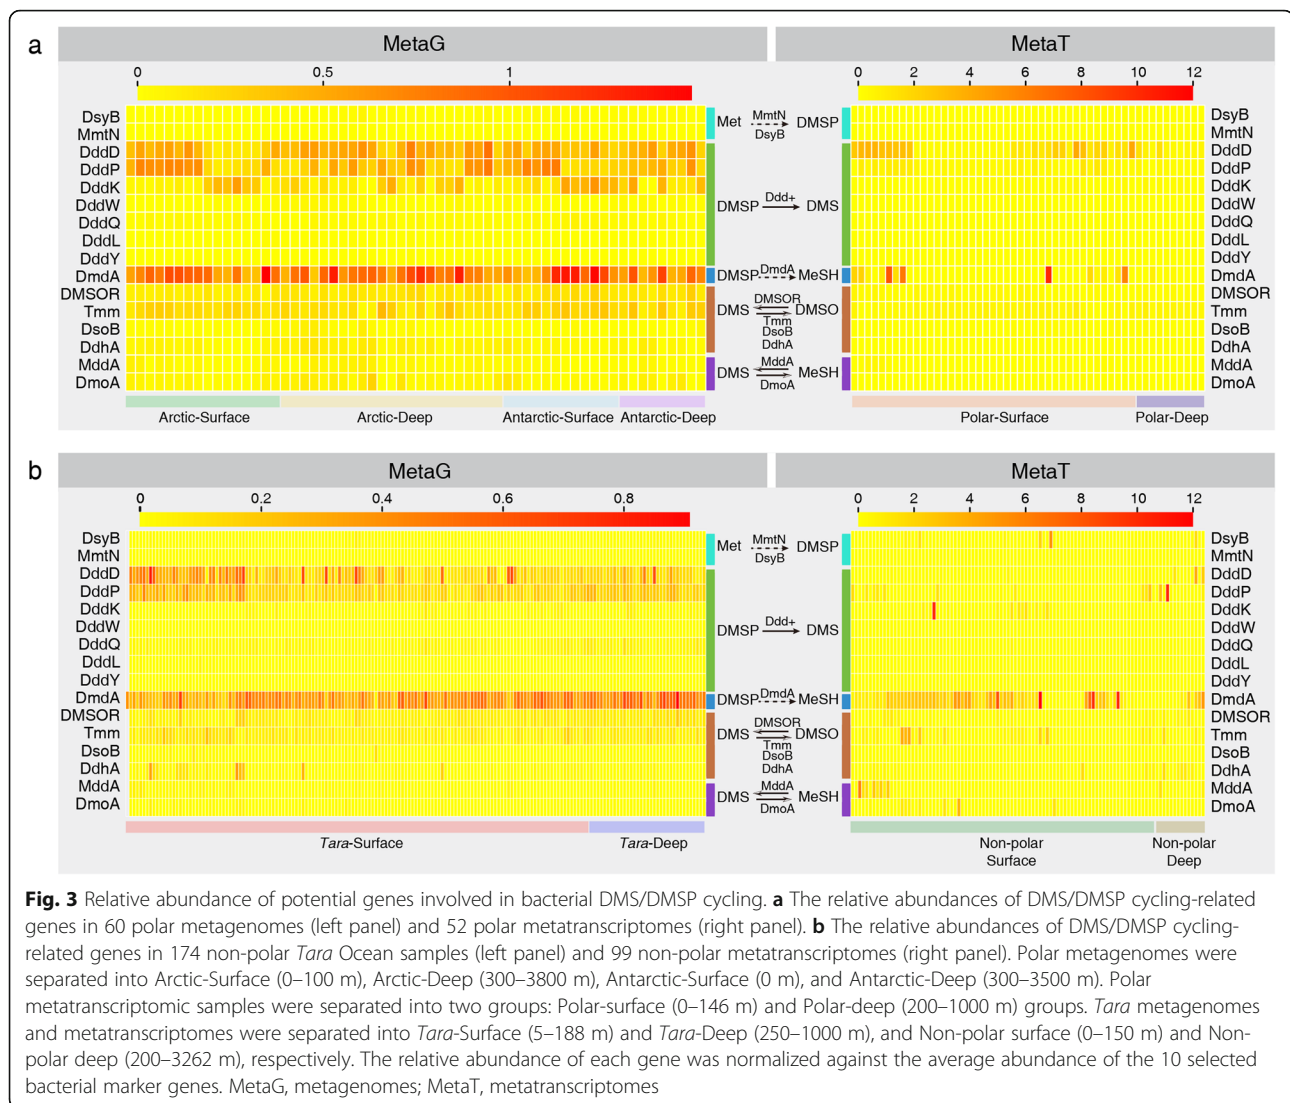 a
MetaG
MetaT
0 0.5 1
0 2 4 6 8 10 12
DsyB
MmtN
DddD
DddP
DddK
DddW
DddQ
DddL
DddY
DmdA
DMSOR
Tmm
DsoB
DdhA
MddA
DmoA
Met MmtN DsyB DMSP
DMSP Ddd+ DMS
DMSP DmdA MeSH
DMS DMSOR DMSO
Tmm
DsoB
DdhA
DMS MddA MeSH
DmoA
DsyB
MmtN
DddD
DddP
DddK
DddW
DddQ
DddL
DddY
DmdA
DMSOR
Tmm
DsoB
DdhA
MddA
DmoA
Arctic-Surface Arctic-Deep Antarctic-Surface Antarctic-Deep
Polar-Surface Polar-Deep
b
MetaG
MetaT
0 0.2 0.4 0.6 0.8
0 2 4 6 8 10 12
DsyB
MmtN
DddD
DddP
DddK
DddW
DddQ
DddL
DddY
DmdA
DMSOR
Tmm
DsoB
DdhA
MddA
DmoA
Met MmtN DsyB DMSP
DMSP Ddd+ DMS
DMSP DmdA MeSH
DMS DMSOR DMSO
Tmm
DsoB
DdhA
DMS MddA MeSH
DmoA
DsyB
MmtN
DddD
DddP
DddK
DddW
DddQ
DddL
DddY
DmdA
DMSOR
Tmm
DsoB
DdhA
MddA
DmoA
Tara-Surface Tara-Deep
Non-polar Surface
Non-polar Deep
Fig. 3 Relative abundance of potential genes involved in bacterial DMS/DMSP cycling. a The relative abundances of DMS/DMSP cycling-related
genes in 60 polar metagenomes (left panel) and 52 polar metatranscriptomes (right panel). b The relative abundances of DMS/DMSP cycling-
related genes in 174 non-polar Tara Ocean samples (left panel) and 99 non-polar metatranscriptomes (right panel). Polar metagenomes were
separated into Arctic-Surface (0–100 m), Arctic-Deep (300–3800 m), Antarctic-Surface (0 m), and Antarctic-Deep (300–3500 m). Polar
metatranscriptomic samples were separated into two groups: Polar-surface (0–146 m) and Polar-deep (200–1000 m) groups. Tara metagenomes
and metatranscriptomes were separated into Tara-Surface (5–188 m) and Tara-Deep (250–1000 m), and Non-polar surface (0–150 m) and Non-
polar deep (200–3262 m), respectively. The relative abundance of each gene was normalized against the average abundance of the 10 selected
bacterial marker genes. MetaG, metagenomes; MetaT, metatranscriptomes